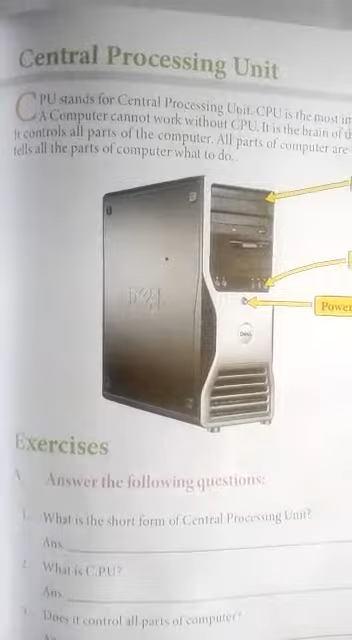 Central Processing Unit
CPU stands for Central Processing Unit. CPU is the most im
A Computer cannot work without CPU. It is the brain of th
It controls all parts of the computer. All parts of computer are
tells all the parts of computer what to do.
DELL
Power
DELL
Exercises
A. Answer the following questions:
1. What is the short form of Central Processing Unit?
Ans.
2. What is C.P.U?
Ans.
3. Does it control all parts of computer?